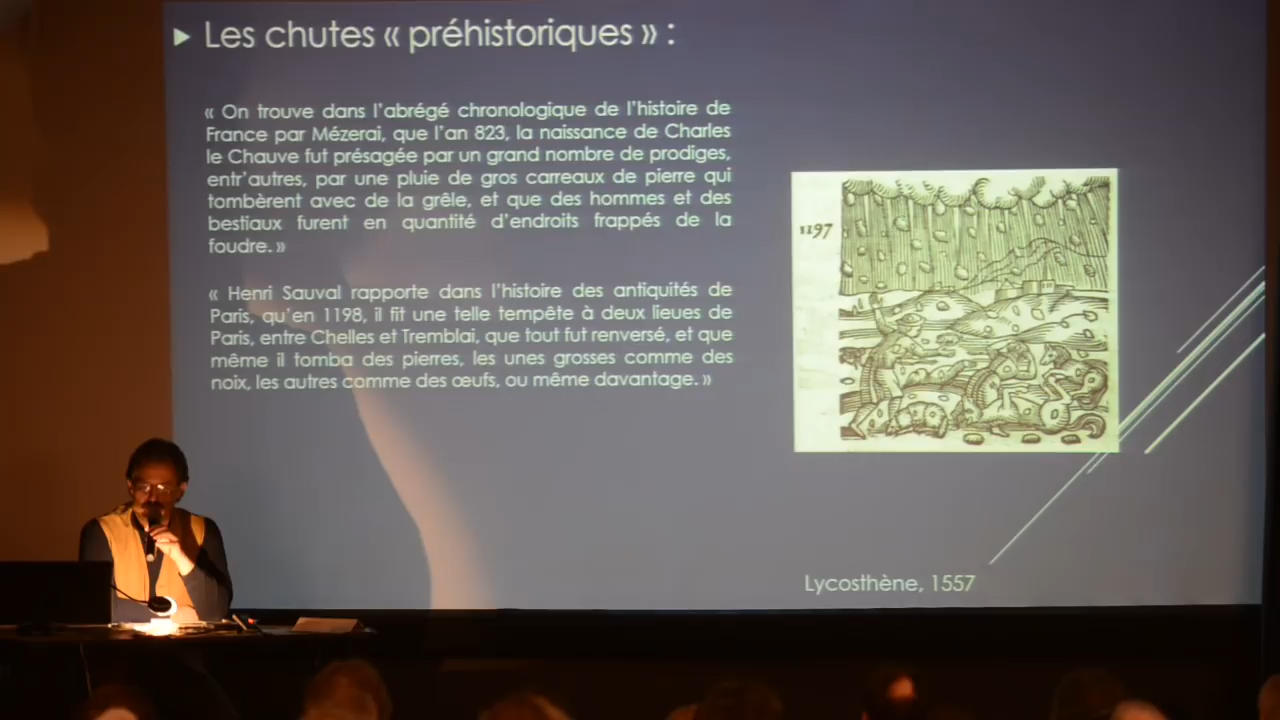 Les chutes « préhistoriques » :
« On trouve dans l'abrégé chronologique de l'histoire de
France par Mézerai, que l'an 823, la naissance de Charles
le Chauve fut présagée par un grand nombre de prodiges,
entr'autres, par une pluie de gros carreaux de pierre qui
tombèrent avec de la grêle, et que des hommes et des
bestiaux furent en quantité d'endroits frappés de la
foudre. »
« Henri Sauval rapporte dans l'histoire des antiquités de
Paris, qu'en 1198, il fit une telle tempête à deux lieues de
Paris, entre Chelles et Tremblai, que tout fut renversé, et que
même il tomba des pierres, les unes grosses comme des
noix, les autres comme des œufs, ou même davantage. »
1197
Lycosthène, 1557